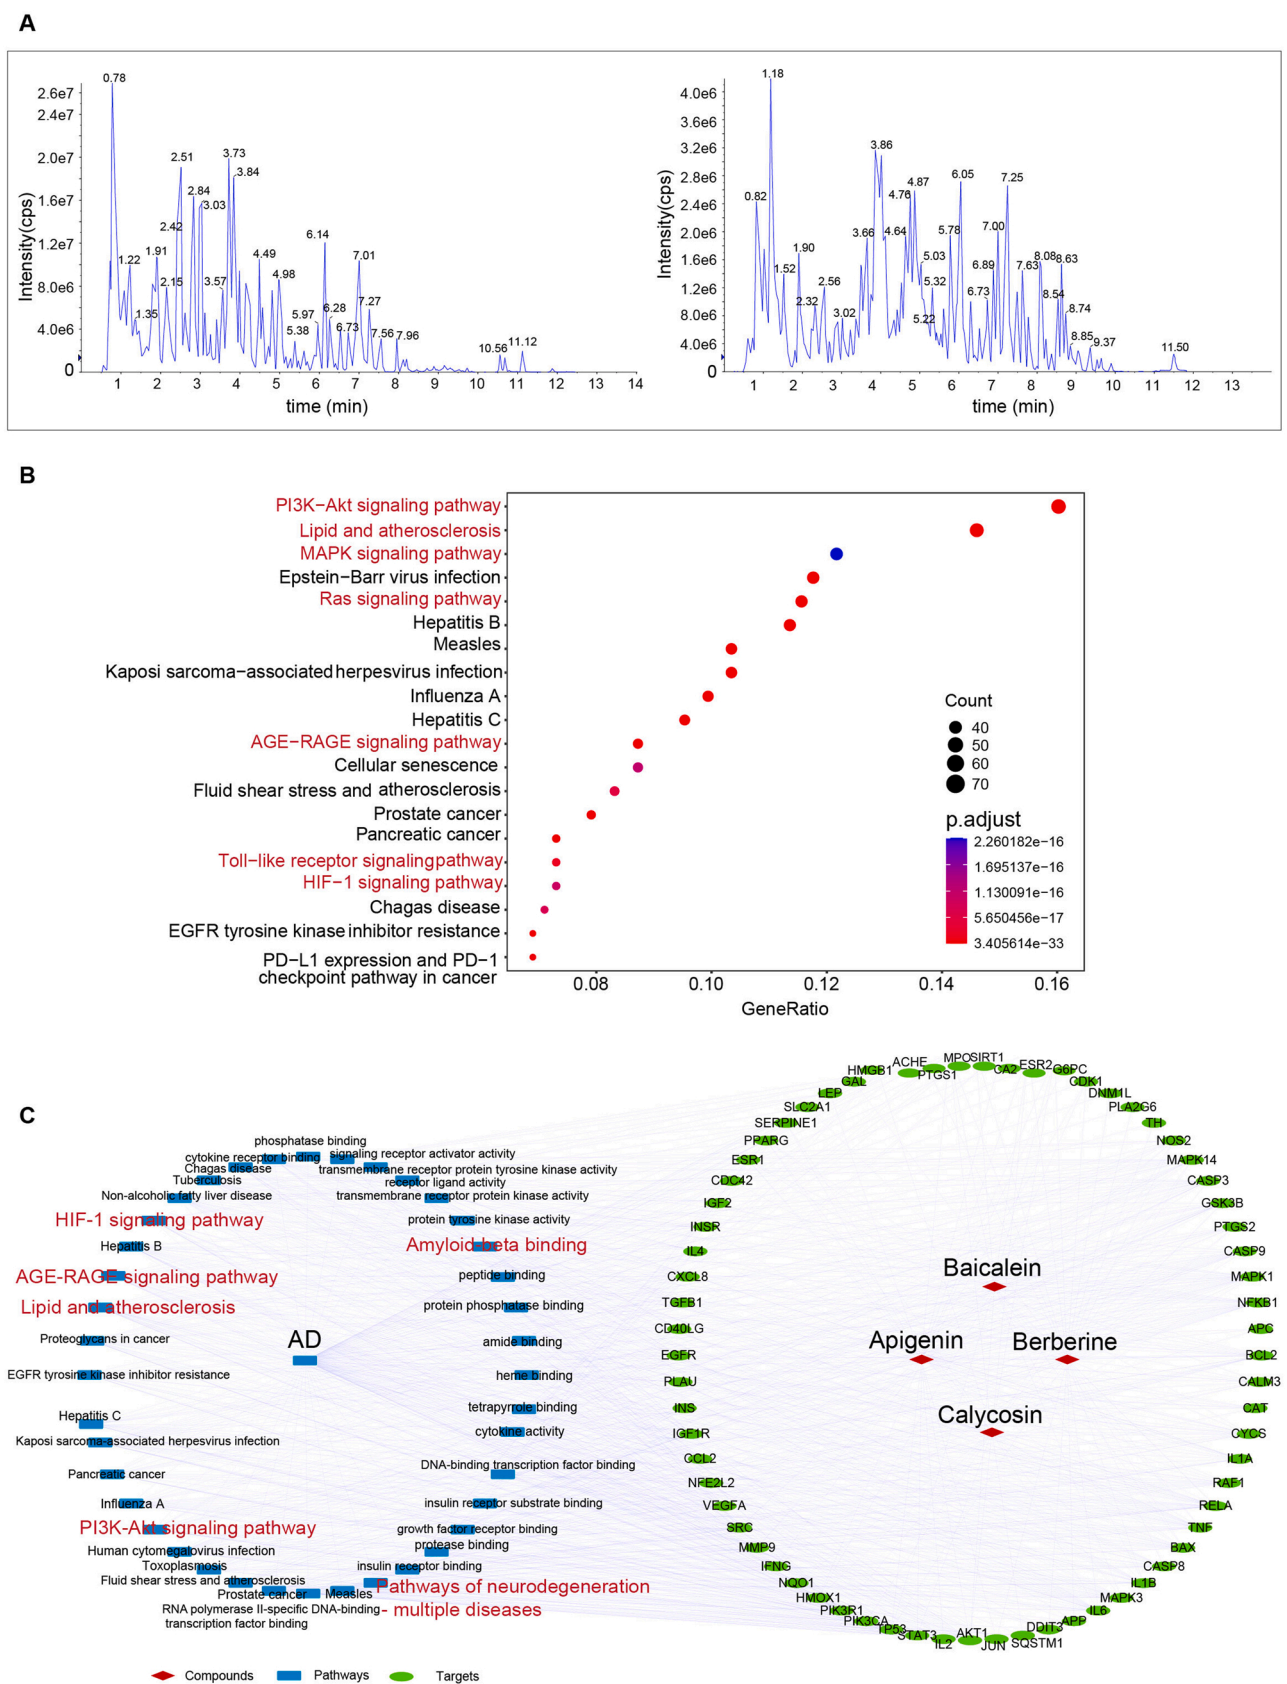 A
0.78
2.6e7
2.4e7
2.0e7
1.6e7
1.2e7
8.0e6
4.0e6
0
Intensity(cps)
2.51
2.84
3.03
2.42
3.73
3.84
1.22
1.91
2.15
1.35
3.57
4.49
4.98
6.14
7.01
5.97
6.28
5.38
6.73
7.27
7.56
7.96
10.56
11.12
1 2 3 4 5 6 7 8 9 10 11 12 13 14
time (min)
1.18
4.0e6
3.6e6
2.8e6
2.4e6
2.0e6
1.6e6
1.2e6
8.0e5
4.0e6
0
Intensity(cps)
0.82
1.52
1.90
2.32
2.56
3.02
3.66
3.86
4.64
4.76
4.87
5.03
5.32
5.22
5.78
6.05
7.00
7.25
6.89
6.73
7.63
8.08
8.63
8.54
8.74
8.85
9.37
11.50
1 2 3 4 5 6 7 8 9 10 11 12 13
time (min)
B
PI3K−Akt signaling pathway
Lipid and atherosclerosis
MAPK signaling pathway
Epstein−Barr virus infection
Ras signaling pathway
Hepatitis B
Measles
Kaposi sarcoma−associated herpesvirus infection
Influenza A
Hepatitis C
AGE−RAGE signaling pathway
Cellular senescence
Fluid shear stress and atherosclerosis
Prostate cancer
Pancreatic cancer
Toll−like receptor signaling pathway
HIF−1 signaling pathway
Chagas disease
EGFR tyrosine kinase inhibitor resistance
PD−L1 expression and PD−1
checkpoint pathway in cancer
0.08 0.10 0.12 0.14 0.16
GeneRatio
Count
40
50
60
70
p.adjust
2.260182e−16
1.695137e−16
1.130091e−16
5.650456e−17
3.405614e−33
C
phosphatase binding
cytokine receptor binding
signaling receptor activator activity
Chagas disease
transmembrane receptor protein tyrosine kinase activity
Tuberculosis
receptor ligand activity
Non-alcoholic fatty liver disease
transmembrane receptor protein kinase activity
HIF-1 signaling pathway
protein tyrosine kinase activity
Hepatitis B
Amyloid-beta binding
AGE-RAGE signaling pathway
peptide binding
Lipid and atherosclerosis
protein phosphatase binding
Proteoglycans in cancer
AD
amide binding
EGFR tyrosine kinase inhibitor resistance
heme binding
Hepatitis C
tetrapyrrole binding
Kaposi sarcoma-associated herpesvirus infection
cytokine activity
Pancreatic cancer
DNA-binding transcription factor binding
Influenza A
insulin receptor substrate binding
PI3K-Akt signaling pathway
growth factor receptor binding
Human cytomegalovirus infection
protease binding
Toxoplasmosis
insulin receptor binding
Fluid shear stress and atherosclerosis
Prostate cancer
Measles
Pathways of neurodegeneration
- multiple diseases
RNA polymerase II-specific DNA-binding
transcription factor binding
HMGB1
ACHE
PTGS1
MPO
SIRT1
CA2
ESR2
G6PC
CDK1
DNM1L
PLA2G6
TH
NOS2
MAPK14
CASP3
GSK3B
PTGS2
CASP9
MAPK1
NFKB1
APC
BCL2
CALM3
CAT
CYCS
IL1A
RAF1
RELA
TNF
BAX
CASP8
IL1B
MAPK3
IL6
APP
DDIT3
SQSTM1
JUN
AKT1
IL2
STAT3
TP53
PIK3CA
PIK3R1
HMOX1
NQO1
IFNG
MMP9
SRC
VEGFA
NFE2L2
CCL2
IGF1R
INS
PLAU
EGFR
CD40LG
TGFB1
CXCL8
IL4
INSR
IGF2
CDC42
ESR1
PPARG
SERPINE1
SLC2A1
LEP
GAL
Baicalein
Apigenin
Berberine
Calycosin
Compounds
Pathways
Targets